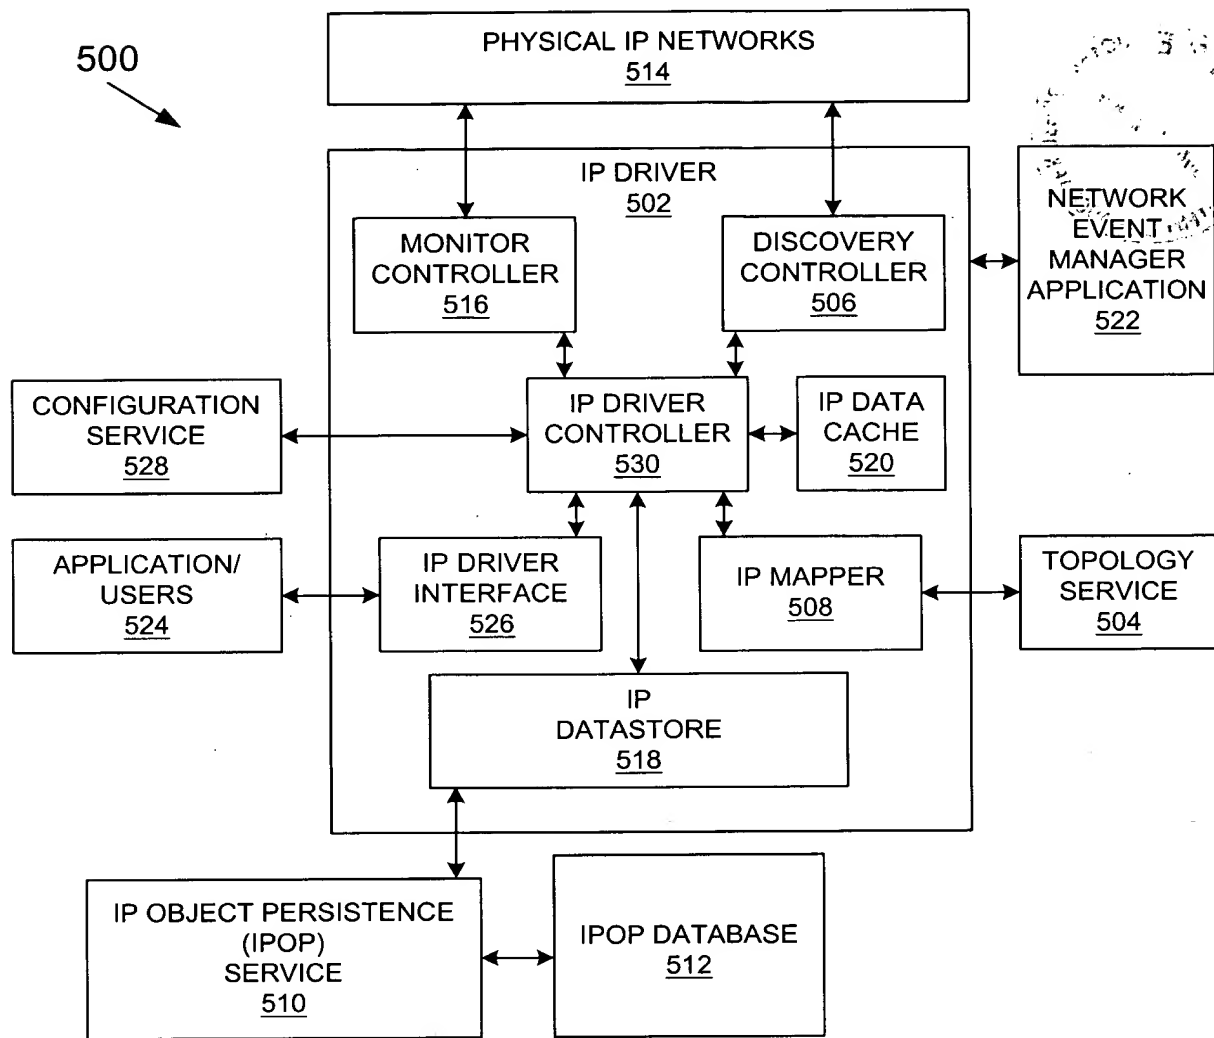 PHYSICAL IP NETWORKS
514
500
IP DRIVER
502
MONITOR
CONTROLLER
516
DISCOVERY
CONTROLLER
506
NETWORK
EVENT
MANAGER
APPLICATION
522
CONFIGURATION
SERVICE
528
IP DRIVER
CONTROLLER
530
IP DATA
CACHE
520
APPLICATION/
USERS
524
IP DRIVER
INTERFACE
526
IP MAPPER
508
TOPOLOGY
SERVICE
504
IP
DATASTORE
518
IP OBJECT PERSISTENCE
(IPOP)
SERVICE
510
IPOP DATABASE
512